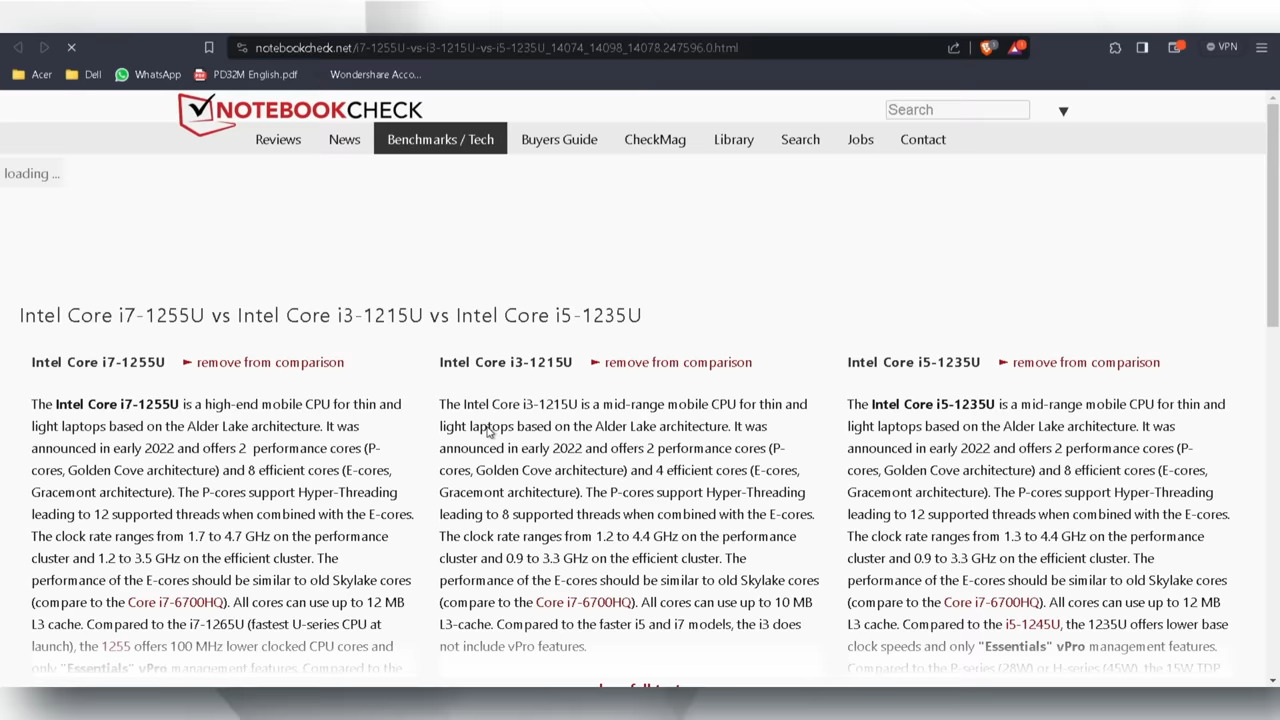 notebookcheck.net/i7-1255U-vs-i3-1215U-vs-i5-1235U_14074_14098_14078.247596.0.html
VPN
Acer
Dell
WhatsApp
PD32M English.pdf
Wondershare Acco...
NOTEBOOKCHECK
Search
Reviews
News
Benchmarks / Tech
Buyers Guide
CheckMag
Library
Search
Jobs
Contact
loading ...
Intel Core i7-1255U vs Intel Core i3-1215U vs Intel Core i5-1235U
Intel Core i7-1255U ► remove from comparison
The Intel Core i7-1255U is a high-end mobile CPU for thin and
light laptops based on the Alder Lake architecture. It was
announced in early 2022 and offers 2 performance cores (P-
cores, Golden Cove architecture) and 8 efficient cores (E-cores,
Gracemont architecture). The P-cores support Hyper-Threading
leading to 12 supported threads when combined with the E-cores.
The clock rate ranges from 1.7 to 4.7 GHz on the performance
cluster and 1.2 to 3.5 GHz on the efficient cluster. The
performance of the E-cores should be similar to old Skylake cores
(compare to the Core i7-6700HQ). All cores can use up to 12 MB
L3 cache. Compared to the i7-1265U (fastest U-series CPU at
launch), the 1255 offers 100 MHz lower clocked CPU cores and
only "Essentials" vPro management features. Compared to the...
Intel Core i3-1215U ► remove from comparison
The Intel Core i3-1215U is a mid-range mobile CPU for thin and
light laptops based on the Alder Lake architecture. It was
announced in early 2022 and offers 2 performance cores (P-
cores, Golden Cove architecture) and 4 efficient cores (E-cores,
Gracemont architecture). The P-cores support Hyper-Threading
leading to 8 supported threads when combined with the E-cores.
The clock rate ranges from 1.2 to 4.4 GHz on the performance
cluster and 0.9 to 3.3 GHz on the efficient cluster. The
performance of the E-cores should be similar to old Skylake cores
(compare to the Core i7-6700HQ). All cores can use up to 10 MB
L3-cache. Compared to the faster i5 and i7 models, the i3 does
not include vPro features.
Intel Core i5-1235U ► remove from comparison
The Intel Core i5-1235U is a mid-range mobile CPU for thin and
light laptops based on the Alder Lake architecture. It was
announced in early 2022 and offers 2 performance cores (P-
cores, Golden Cove architecture) and 8 efficient cores (E-cores,
Gracemont architecture). The P-cores support Hyper-Threading
leading to 12 supported threads when combined with the E-cores.
The clock rate ranges from 1.3 to 4.4 GHz on the performance
cluster and 0.9 to 3.3 GHz on the efficient cluster. The
performance of the E-cores should be similar to old Skylake cores
(compare to the Core i7-6700HQ). All cores can use up to 12 MB
L3 cache. Compared to the i5-1245U, the 1235U offers lower base
clock speeds and only "Essentials" vPro management features.
Compared to the P-series (28W) or H-series (45W), the 15W TDP